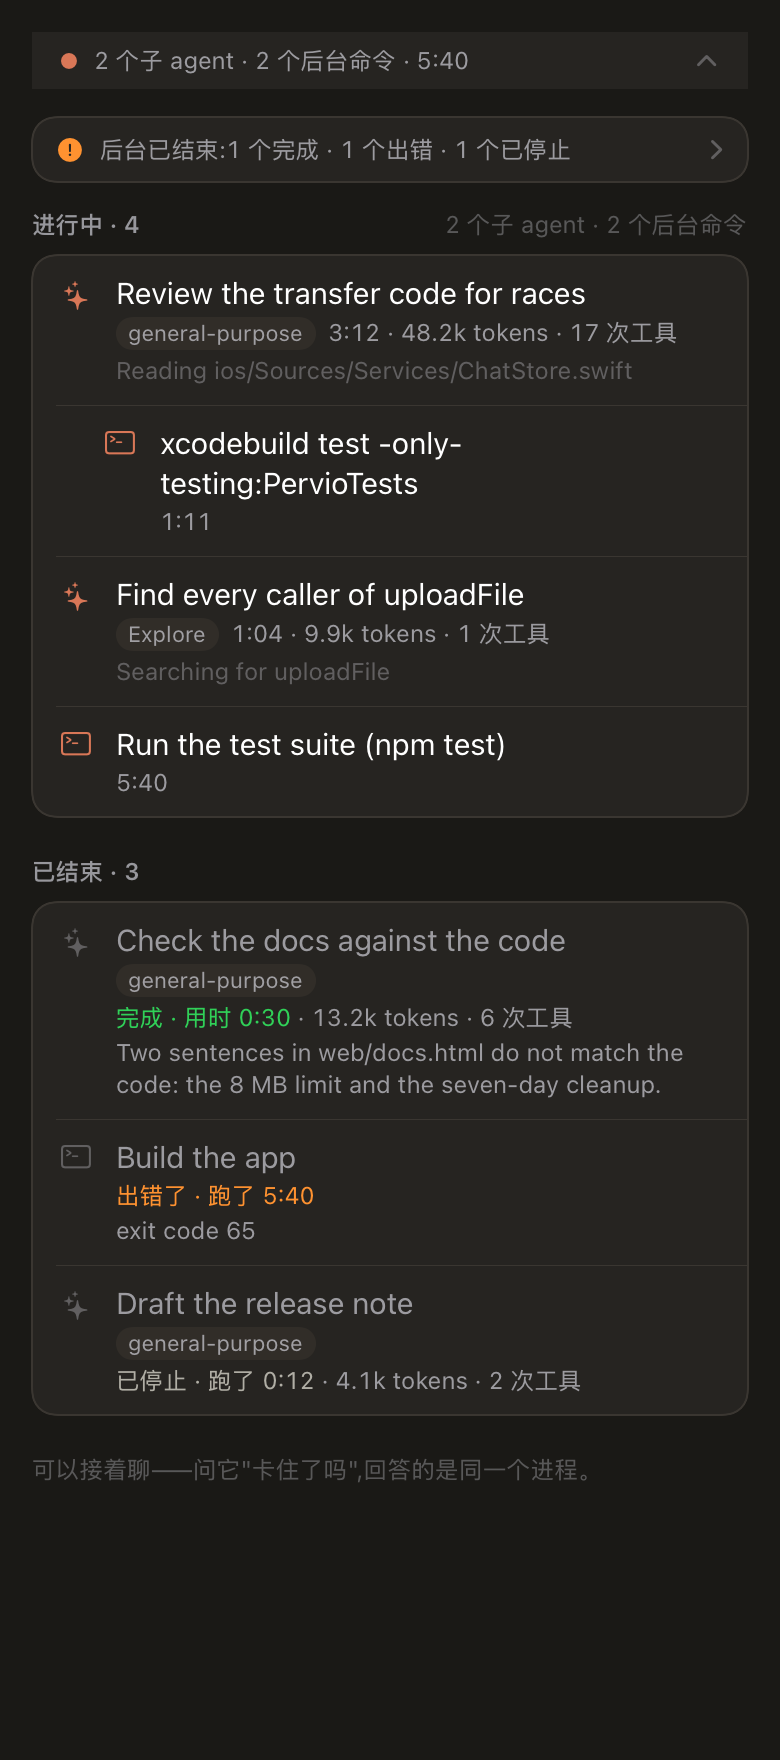 2 个子 agent · 2 个后台命令 · 5:40
后台已结束:1 个完成 · 1 个出错 · 1 个已停止
进行中 · 4
2 个子 agent · 2 个后台命令
Review the transfer code for races
general-purpose 3:12 · 48.2k tokens · 17 次工具
Reading ios/Sources/Services/ChatStore.swift
xcodebuild test -only-
testing:PervioTests
1:11
Find every caller of uploadFile
Explore 1:04 · 9.9k tokens · 1 次工具
Searching for uploadFile
Run the test suite (npm test)
5:40
已结束 · 3
Check the docs against the code
general-purpose
完成 · 用时 0:30 · 13.2k tokens · 6 次工具
Two sentences in web/docs.html do not match the
code: the 8 MB limit and the seven-day cleanup.
Build the app
出错了 · 跑了 5:40
exit code 65
Draft the release note
general-purpose
已停止 · 跑了 0:12 · 4.1k tokens · 2 次工具
可以接着聊——问它"卡住了吗",回答的是同一个进程。